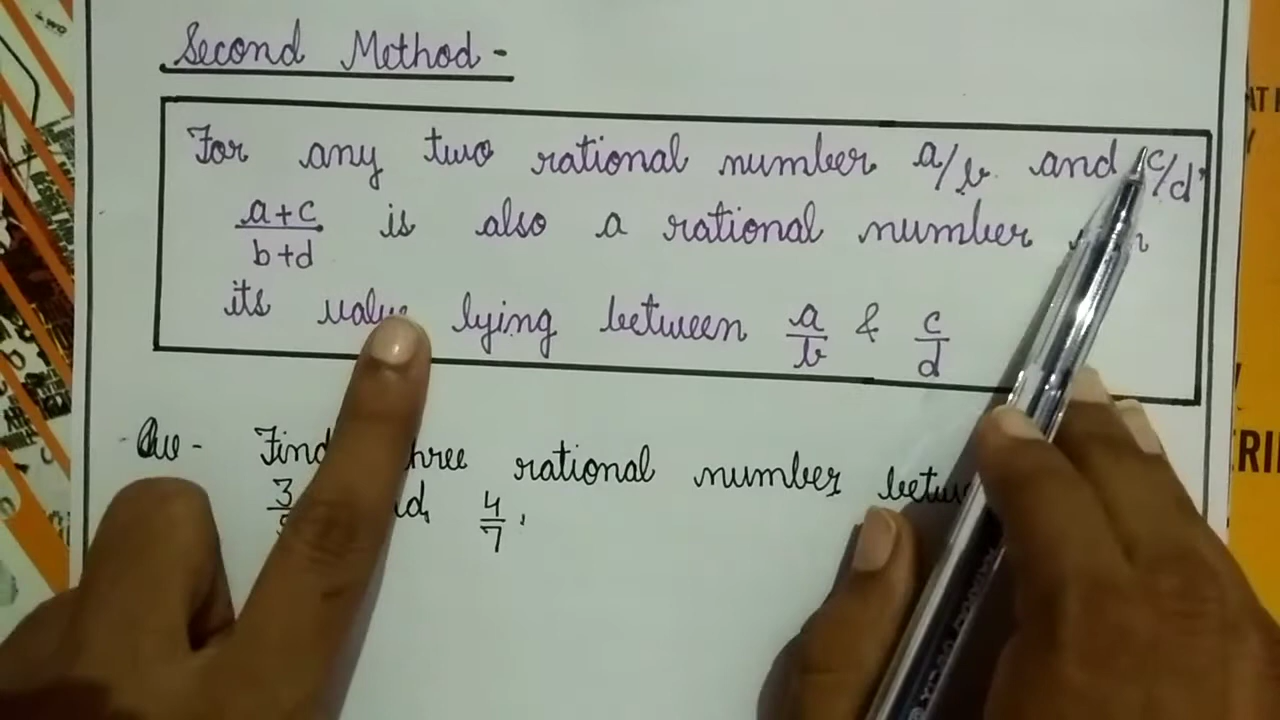 Second Method -
For any two rational number a/b and c/d,
a+c/b+d is also a rational number
its value lying between a/b & c/d
Find three rational number
4/7.